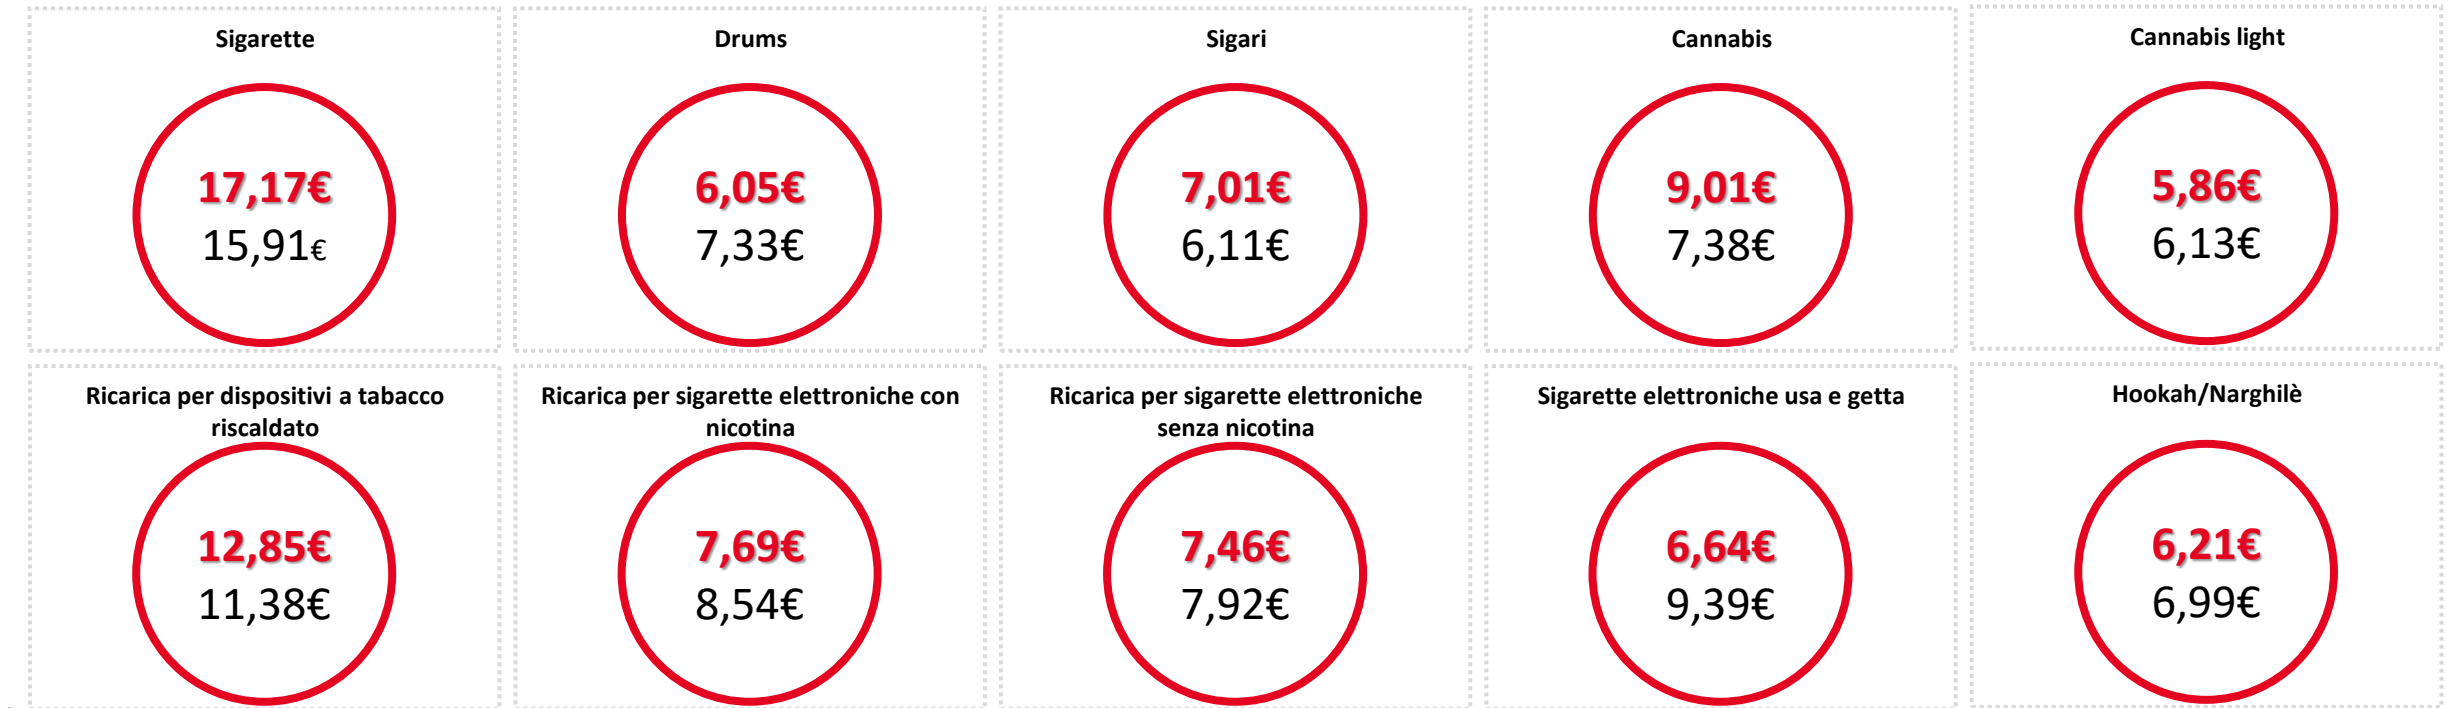 Sigarette
17,17€
15,91€
Drums
6,05€
7,33€
Sigari
7,01€
6,11€
Cannabis
9,01€
7,38€
Cannabis light
5,86€
6,13€
Ricarica per dispositivi a tabacco
riscaldato
12,85€
11,38€
Ricarica per sigarette elettroniche con
nicotina
7,69€
8,54€
Ricarica per sigarette elettroniche
senza nicotina
7,46€
7,92€
Sigarette elettroniche usa e getta
6,64€
9,39€
Hookah/Narghilè
6,21€
6,99€